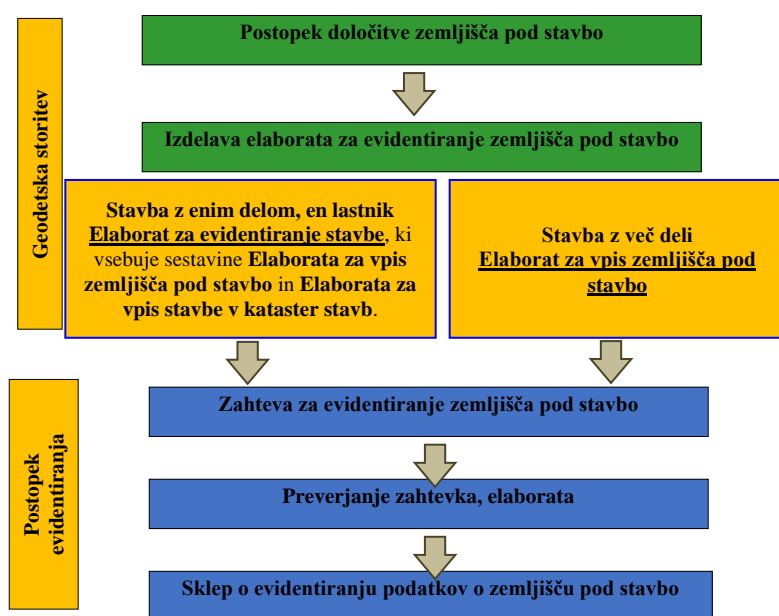 Postopek določitve zemljišča pod stavbo
Geodetska storitev
Izdelava elaborata za evidentiranje zemljišča pod stavbo
Stavba z enim delom, en lastnik
Elaborat za evidentiranje stavbe, ki
vsebuje sestavine Elaborata za vpis
zemljišča pod stavbo in Elaborata za
vpis stavbe v kataster stavb.
Stavba z več deli
Elaborat za vpis zemljišča pod
stavbo
Postopek
evidentiranja
Zahteva za evidentiranje zemljišča pod stavbo
Preverjanje zahtevka, elaborata
Sklep o evidentiranju podatkov o zemljišču pod stavbo